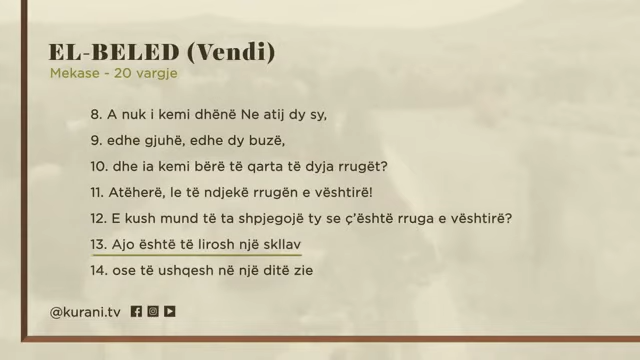 EL-BELED (Vendi)
Mekase - 20 vargje
8. A nuk i kemi dhënë Ne atij dy sy,
9. edhe gjuhë, edhe dy buzë,
10. dhe ia kemi bërë të qarta të dyja rrugët?
11. Atëherë, le të ndjekë rrugën e vështirë!
12. E kush mund të ta shpjegojë ty se ç'është rruga e vështirë?
13. Ajo është të lirosh një skllav
14. ose të ushqesh në një ditë zie
@kurani.tv